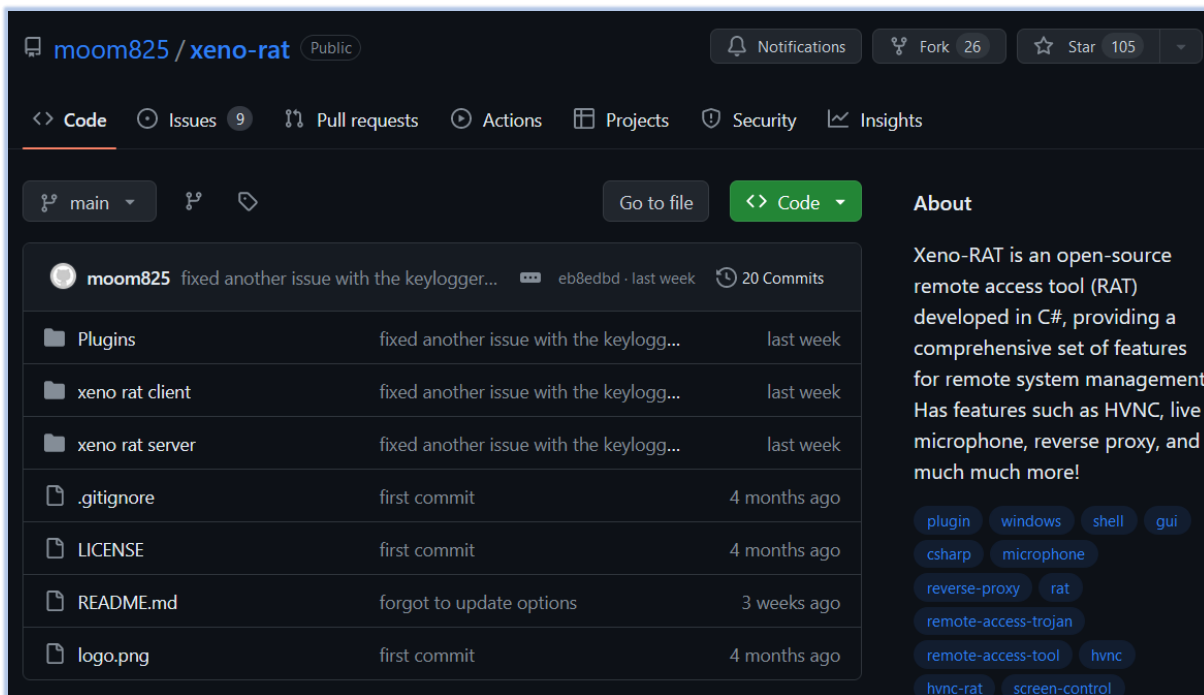 moom825 / xeno-rat Public
Notifications Fork 26 Star 105
Code Issues 9 Pull requests Actions Projects Security Insights
main Go to file Code
moom825 fixed another issue with the keylogger... eb8edbd · last week 20 Commits
Plugins fixed another issue with the keylogg... last week
xeno rat client fixed another issue with the keylogg... last week
xeno rat server fixed another issue with the keylogg... last week
.gitignore first commit 4 months ago
LICENSE first commit 4 months ago
README.md forgot to update options 3 weeks ago
logo.png first commit 4 months ago
About
Xeno-RAT is an open-source
remote access tool (RAT)
developed in C#, providing a
comprehensive set of features
for remote system management
Has features such as HVNC, live
microphone, reverse proxy, and
much much more!
plugin windows shell gui
csharp microphone
reverse-proxy rat
remote-access-trojan
remote-access-tool hvnc
hvnc-rat screen-control